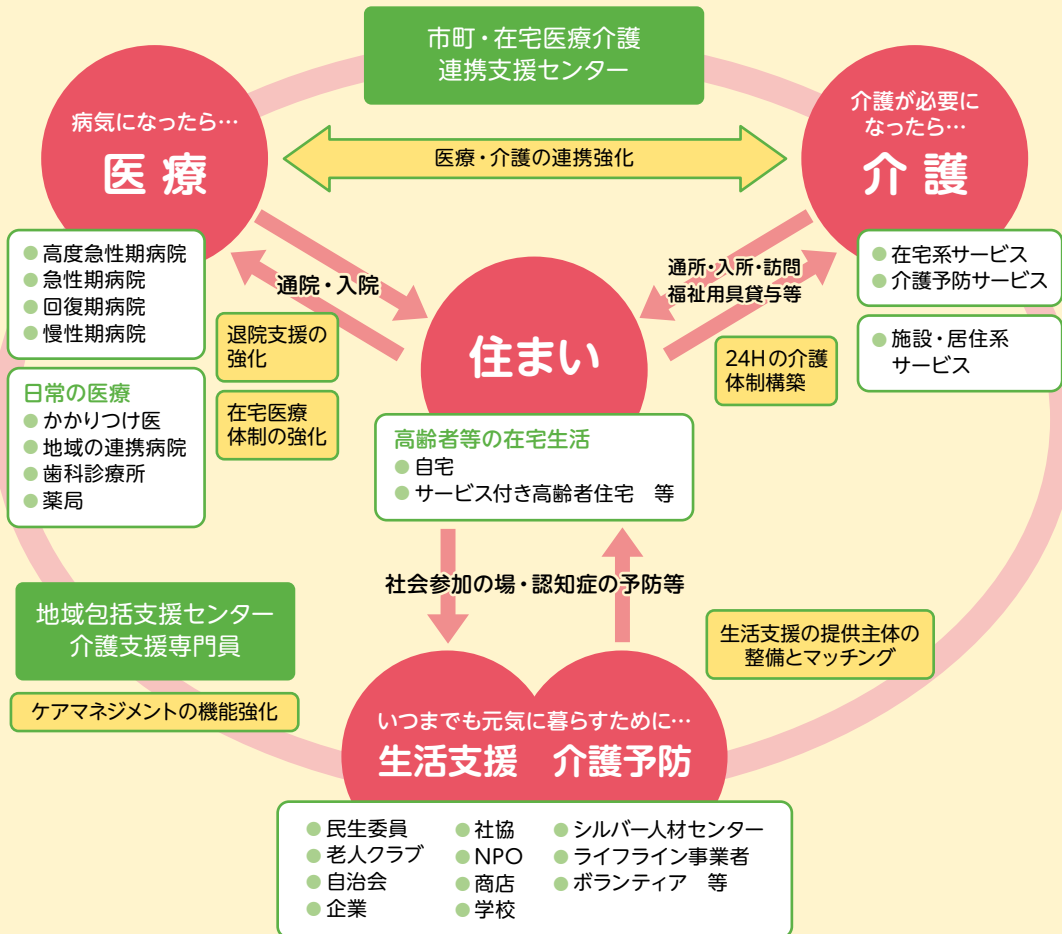 市町・在宅医療介護
連携支援センター
病気になったら…
医療
介護が必要に
なったら…
介護
医療・介護の連携強化
高度急性期病院
急性期病院
回復期病院
慢性期病院
日常の医療
かかりつけ医
地域の連携病院
歯科診療所
薬局
通院・入院
退院支援の
強化
在宅医療
体制の強化
通所・入所・訪問
福祉用具貸与等
24Hの介護
体制構築
在宅系サービス
介護予防サービス
施設・居住系
サービス
住まい
高齢者等の在宅生活
自宅
サービス付き高齢者住宅　等
社会参加の場・認知症の予防等
地域包括支援センター
介護支援専門員
ケアマネジメントの機能強化
生活支援の提供主体の
整備とマッチング
いつまでも元気に暮らすために…
生活支援　介護予防
民生委員
老人クラブ
自治会
企業
社協
NPO
商店
学校
シルバー人材センター
ライフライン事業者
ボランティア　等